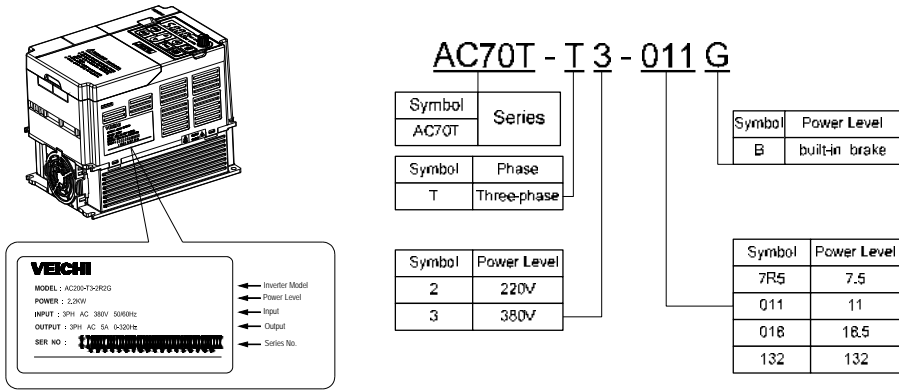 AC70T - T 3 - 011 G
Symbol Series
AC70T
Symbol Phase
T Three-phase
Symbol Power Level
2 220V
3 380V
Symbol Power Level
B built-in brake
Symbol Power Level
7R5 7.5
011 11
018 18.5
132 132
VEICHI
MODEL : AC200-T3-2R2G
POWER : 2.2KW
INPUT : 3PH AC 380V 50/60Hz
OUTPUT : 3PH AC 5A 0-320Hz
SER NO :
Inverter Model
Power Level
Input
Output
Series No.